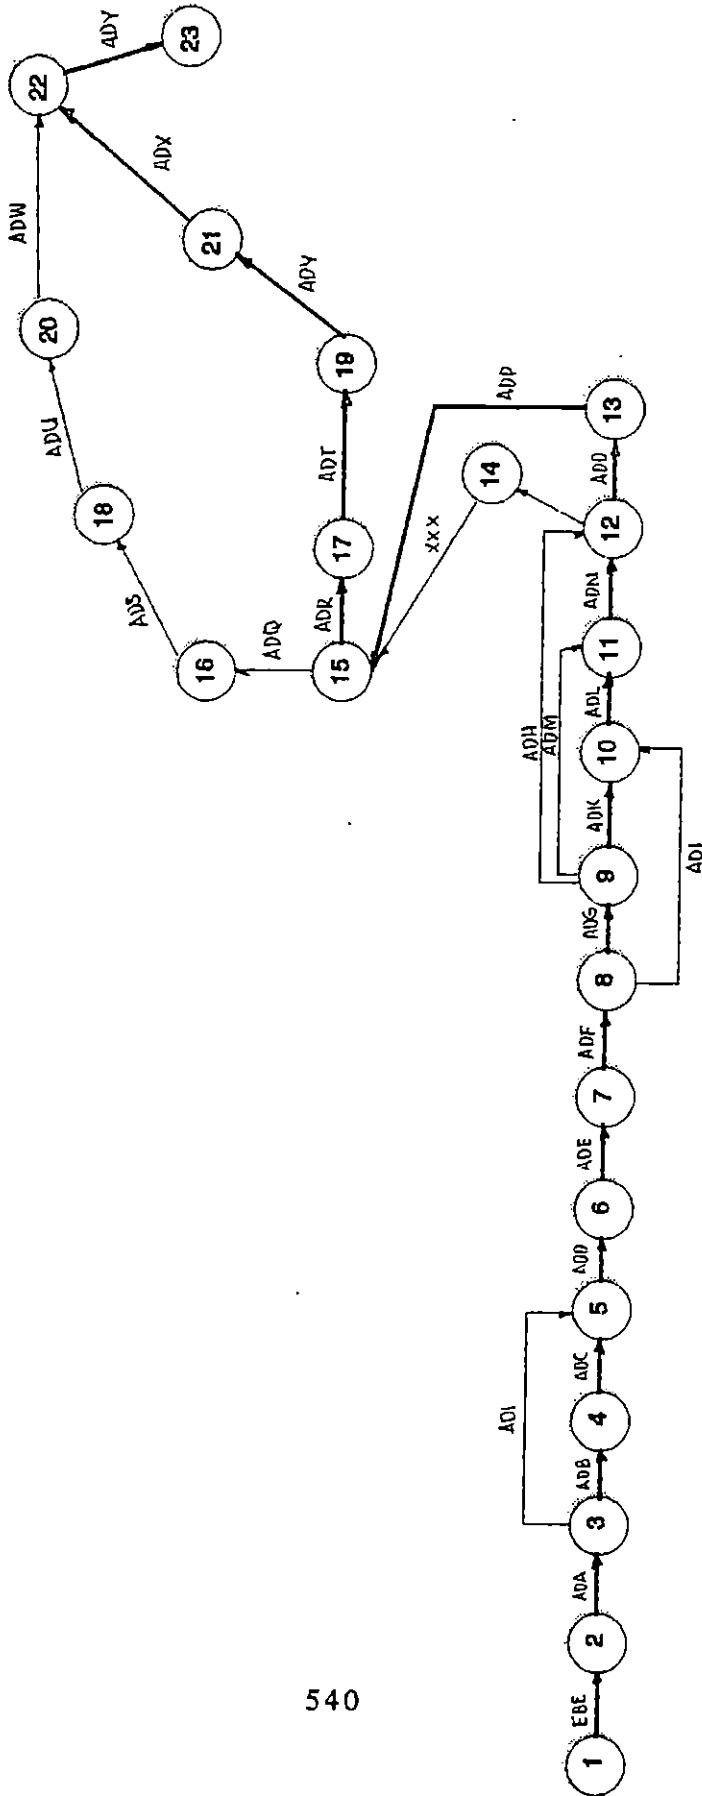 1
EBE
2
ADA
3
ADB
4
ADC
5
ADI
ADD
6
ADE
7
ADF
8
ADG
9
ADK
10
ADL
11
ADN
12
ADJ
ADH
ADM
ADO
13
14
XXX
ADP
15
ADQ
16
ADS
18
ADU
20
ADW
22
ADR
17
ADT
19
ADV
21
ADX
ADY
23
540